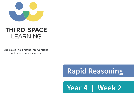 THIRD SPACE
LEARNING
Rapid Reasoning
Year 4 | Week 2